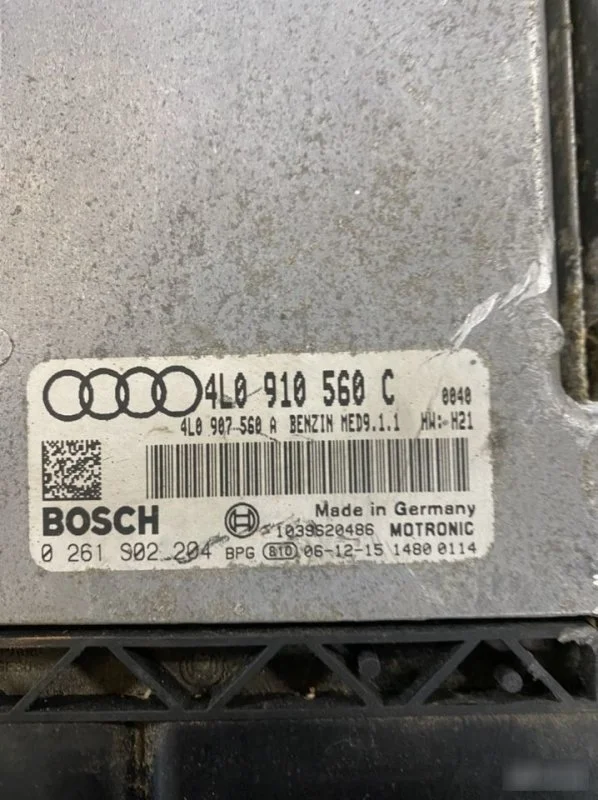 4L0 910 560 C 0040
4L0 907 560 A BENZIN MED9.1.1 HW: H21
Made in Germany
BOSCH 1039S20486 MOTRONIC
0 261 S02 204 BPG 810 06-12-15 1480 0114